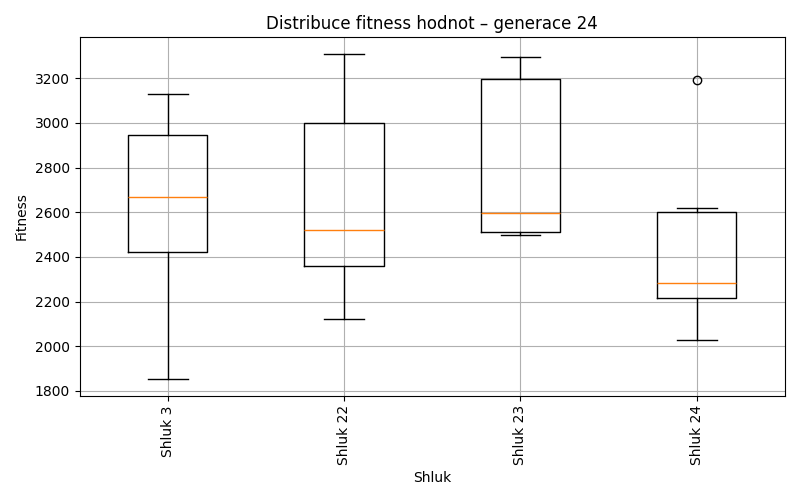 Distribuce fitness hodnot – generace 24
3200
3000
2800
2600
2400
2200
2000
1800
Fitness
Shluk 3
Shluk 22
Shluk 23
Shluk 24
Shluk